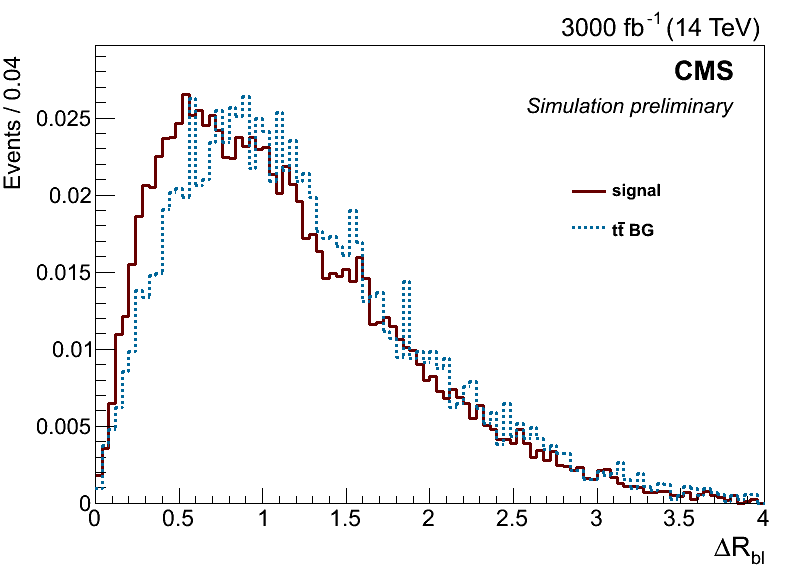 3000 fb⁻¹ (14 TeV)
Events / 0.04
CMS
Simulation preliminary
signal
tt̄ BG
0.025
0.02
0.015
0.01
0.005
0
0 0.5 1 1.5 2 2.5 3 3.5 4
ΔR_bl